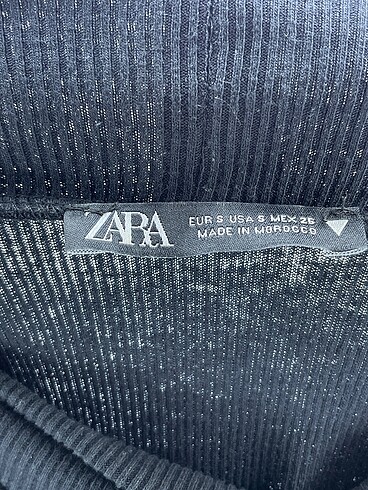 ZARA
EUR S USA S MEX 26
MADE IN MOROCCO